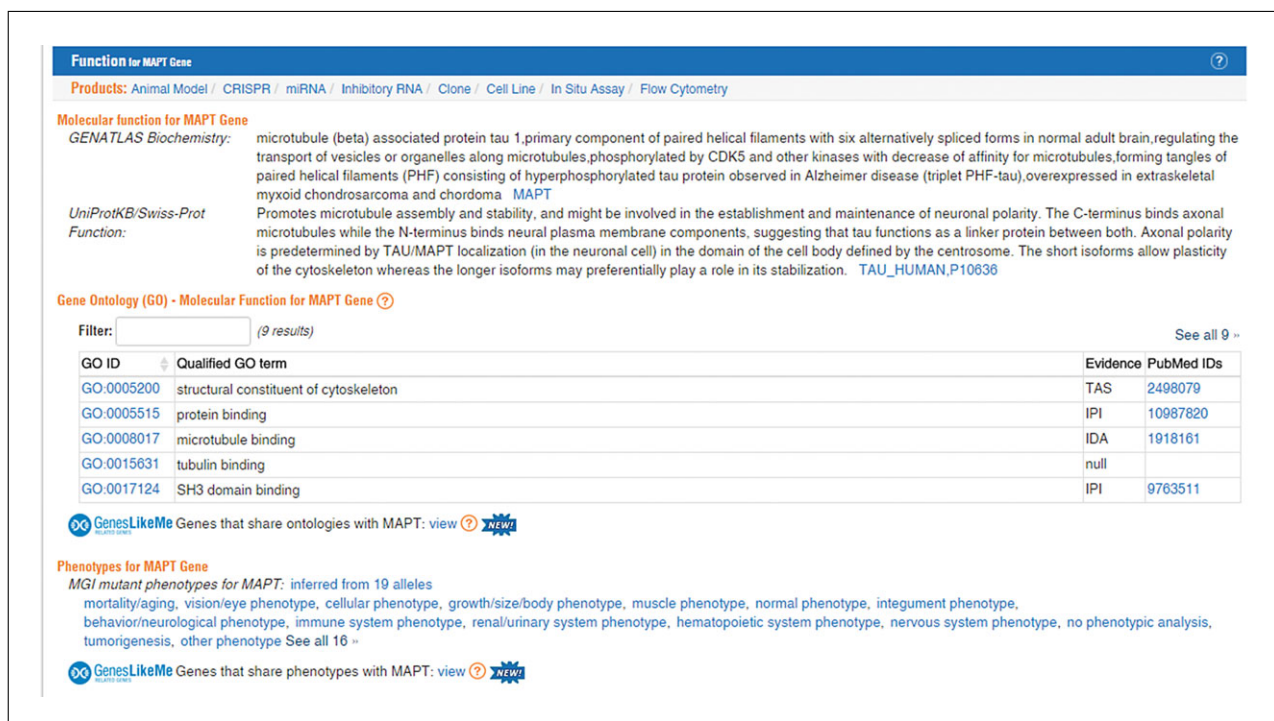 Function for MAPT Gene ?
Products: Animal Model / CRISPR / miRNA / Inhibitory RNA / Clone / Cell Line / In Situ Assay / Flow Cytometry
Molecular function for MAPT Gene
GENATLAS Biochemistry: microtubule (beta) associated protein tau 1,primary component of paired helical filaments with six alternatively spliced forms in normal adult brain,regulating the
transport of vesicles or organelles along microtubules,phosphorylated by CDK5 and other kinases with decrease of affinity for microtubules,forming tangles of
paired helical filaments (PHF) consisting of hyperphosphorylated tau protein observed in Alzheimer disease (triplet PHF-tau),overexpressed in extraskeletal
myxoid chondrosarcoma and chordoma MAPT
UniProtKB/Swiss-Prot Promotes microtubule assembly and stability, and might be involved in the establishment and maintenance of neuronal polarity. The C-terminus binds axonal
Function: microtubules while the N-terminus binds neural plasma membrane components, suggesting that tau functions as a linker protein between both. Axonal polarity
is predetermined by TAU/MAPT localization (in the neuronal cell) in the domain of the cell body defined by the centrosome. The short isoforms allow plasticity
of the cytoskeleton whereas the longer isoforms may preferentially play a role in its stabilization. TAU_HUMAN,P10636
Gene Ontology (GO) - Molecular Function for MAPT Gene ?
Filter: (9 results) See all 9 »
GO ID Qualified GO term Evidence PubMed IDs
GO:0005200 structural constituent of cytoskeleton TAS 2498079
GO:0005515 protein binding IPI 10987820
GO:0008017 microtubule binding IDA 1918161
GO:0015631 tubulin binding null
GO:0017124 SH3 domain binding IPI 9763511
GenesLikeMe Genes that share ontologies with MAPT: view ? NEW!
RELATED GENES
Phenotypes for MAPT Gene
MGI mutant phenotypes for MAPT: inferred from 19 alleles
mortality/aging, vision/eye phenotype, cellular phenotype, growth/size/body phenotype, muscle phenotype, normal phenotype, integument phenotype,
behavior/neurological phenotype, immune system phenotype, renal/urinary system phenotype, hematopoietic system phenotype, nervous system phenotype, no phenotypic analysis,
tumorigenesis, other phenotype See all 16 »
GenesLikeMe Genes that share phenotypes with MAPT: view ? NEW!
RELATED GENES